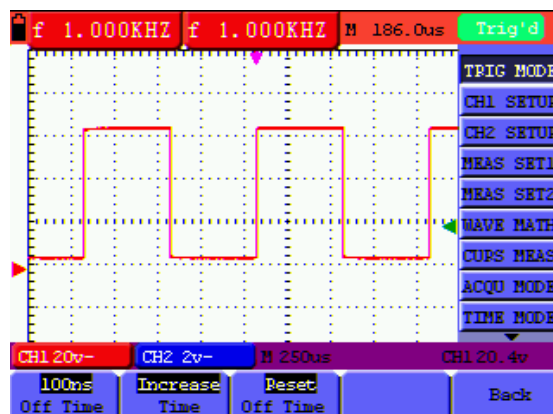 f 1.000KHZ f 1.000KHZ M 186.0us Trig'd
TRIG MODE
CH1 SETUP
CH2 SETUP
MEAS SET1
MEAS SET2
WAVE MATH
CUPS MEAS
ACQU MODE
TIME MODE
CH1 20v- CH2 2v- M 250us CH1 20.4v
100ns Increase Reset
Off Time Time Off Time Back